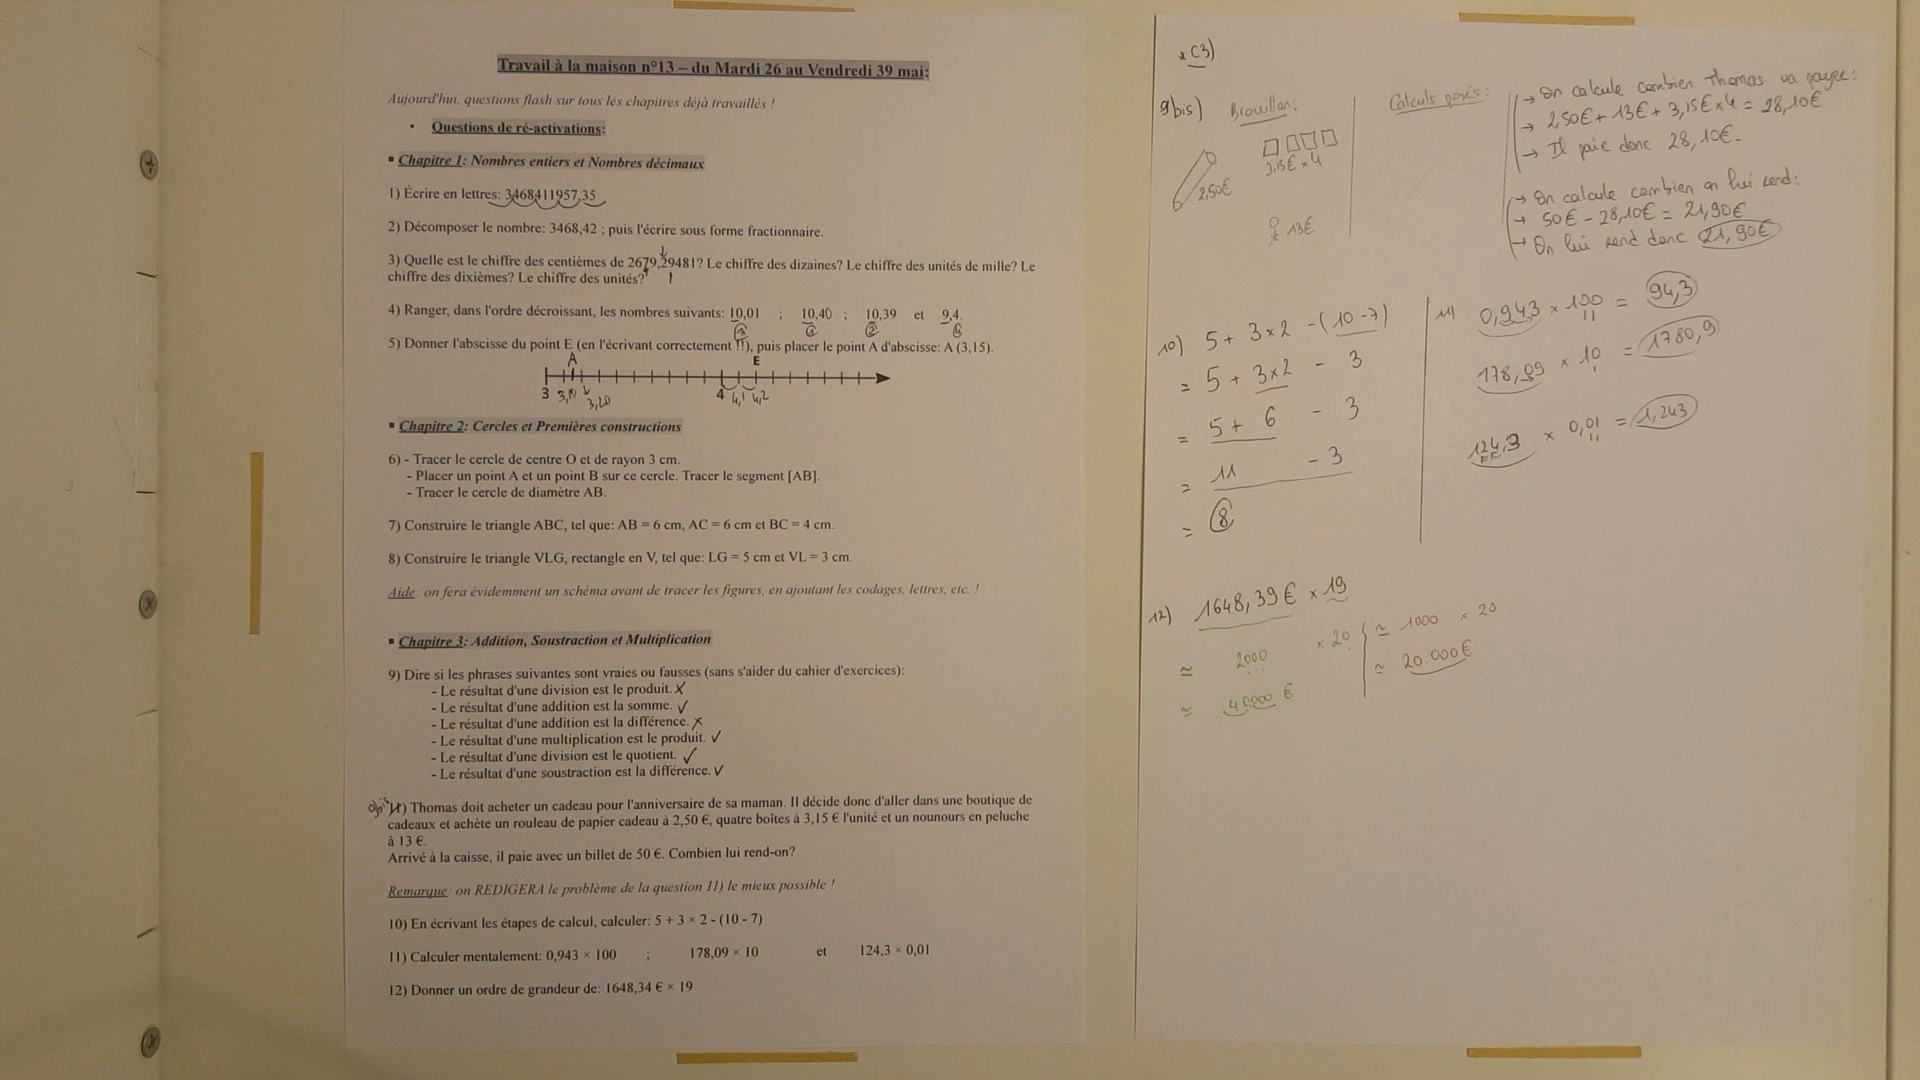 Travail à la maison n°13 – du Mardi 26 au Vendredi 39 mai:
Aujourd'hui, questions flash sur tous les chapitres déjà travaillés !
• Questions de ré-activations:
▪ Chapitre 1: Nombres entiers et Nombres décimaux
1) Écrire en lettres: 3468411957,35
2) Décomposer le nombre: 3468,42 ; puis l'écrire sous forme fractionnaire.
3) Quelle est le chiffre des centièmes de 2679,29481? Le chiffre des dizaines? Le chiffre des unités de mille? Le
chiffre des dixièmes? Le chiffre des unités?
4) Ranger, dans l'ordre décroissant, les nombres suivants: 10,01 ; 10,40 ; 10,39 et 9,4.
③ ① ② ④
5) Donner l'abscisse du point E (en l'écrivant correctement !!), puis placer le point A d'abscisse: A (3,15).
A E
3 3,10 3,20 4 4,1 4,2
▪ Chapitre 2: Cercles et Premières constructions
6) - Tracer le cercle de centre O et de rayon 3 cm.
- Placer un point A et un point B sur ce cercle. Tracer le segment [AB].
- Tracer le cercle de diamètre AB.
7) Construire le triangle ABC, tel que: AB = 6 cm, AC = 6 cm et BC = 4 cm.
8) Construire le triangle VLG, rectangle en V, tel que: LG = 5 cm et VL = 3 cm.
Aide: on fera évidemment un schéma avant de tracer les figures, en ajoutant les codages, lettres, etc. !
▪ Chapitre 3: Addition, Soustraction et Multiplication
9) Dire si les phrases suivantes sont vraies ou fausses (sans s'aider du cahier d'exercices):
- Le résultat d'une division est le produit. ✗
- Le résultat d'une addition est la somme. ✓
- Le résultat d'une addition est la différence. ✗
- Le résultat d'une multiplication est le produit. ✓
- Le résultat d'une division est le quotient. ✓
- Le résultat d'une soustraction est la différence. ✓
9bis) Thomas doit acheter un cadeau pour l'anniversaire de sa maman. Il décide donc d'aller dans une boutique de
cadeaux et achète un rouleau de papier cadeau à 2,50 €, quatre boîtes à 3,15 € l'unité et un nounours en peluche
à 13 €.
Arrivé à la caisse, il paie avec un billet de 50 €. Combien lui rend-on?
Remarque: on REDIGERA le problème de la question 11) le mieux possible !
10) En écrivant les étapes de calcul, calculer: 5 + 3 × 2 - (10 - 7)
11) Calculer mentalement: 0,943 × 100 ; 178,09 × 10 et 124,3 × 0,01
12) Donner un ordre de grandeur de: 1648,34 € × 19
* C3)
9bis) Brouillon:
2,50€
3,15€ × 4
13€
Calculs posés:
→ On calcule combien Thomas va payer:
→ 2,50€ + 13€ + 3,15€ × 4 = 28,10€
→ Il paie donc 28,10€.
→ On calcule combien on lui rend:
→ 50€ - 28,10€ = 21,90€
→ On lui rend donc 21,90€
10) 5 + 3×2 - (10 - 7)
= 5 + 3×2 - 3
= 5 + 6 - 3
= 11 - 3
= 8
11) 0,943 × 100 = 94,3
178,09 × 10 = 1780,9
124,3 × 0,01 = 1,243
12) 1648,39 € × 19
≈ 2000 × 20
≈ 40000 €
≈ 1000 × 20
≈ 20.000€